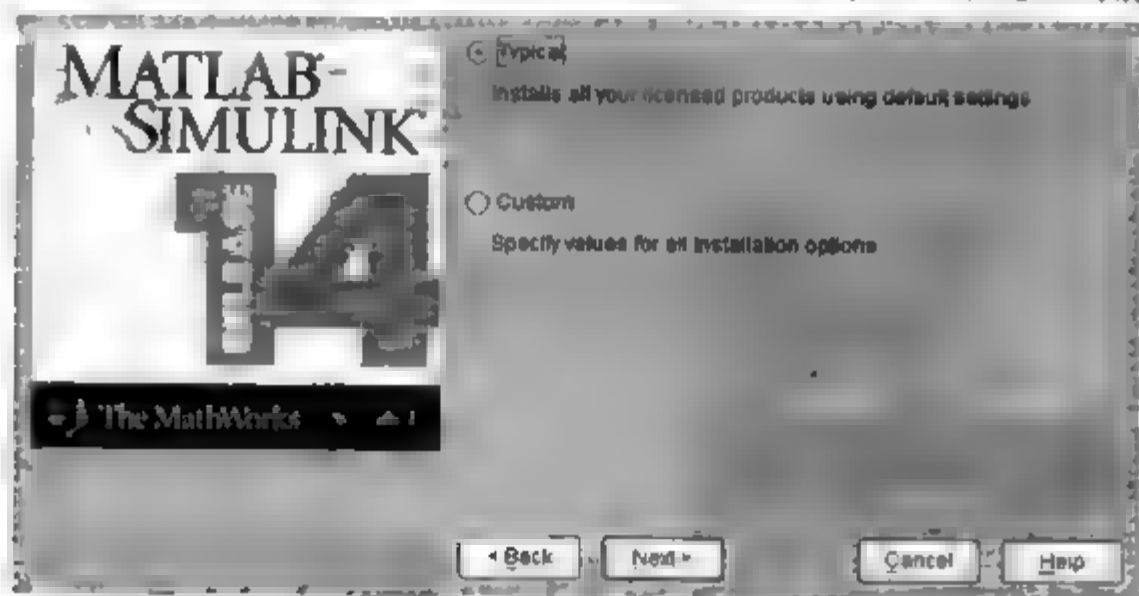 MATLAB
SIMULINK
14
The MathWorks
Typical
Installs all your licensed products using default settings
Custom
Specify values for all installation options
Back
Next
Cancel
Help